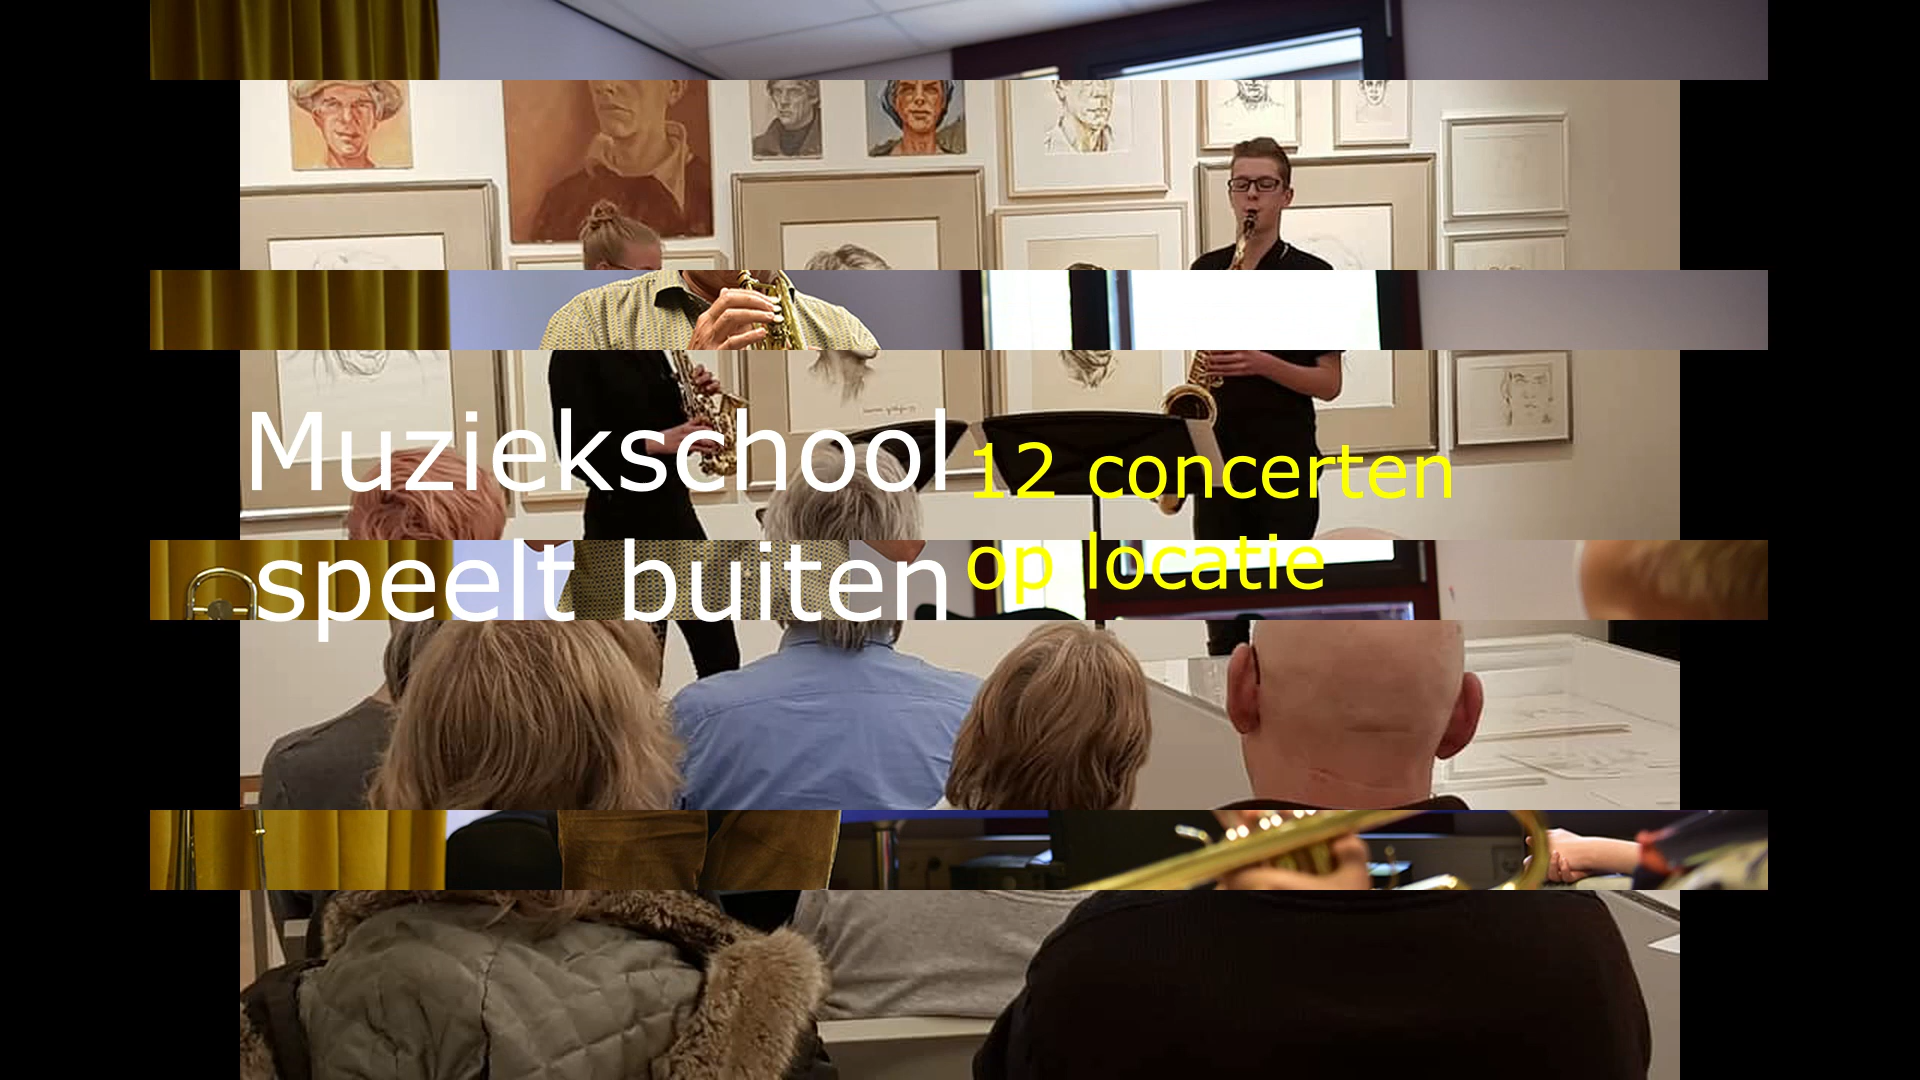 Muziekschool
speelt buiten
12 concerten
op locatie